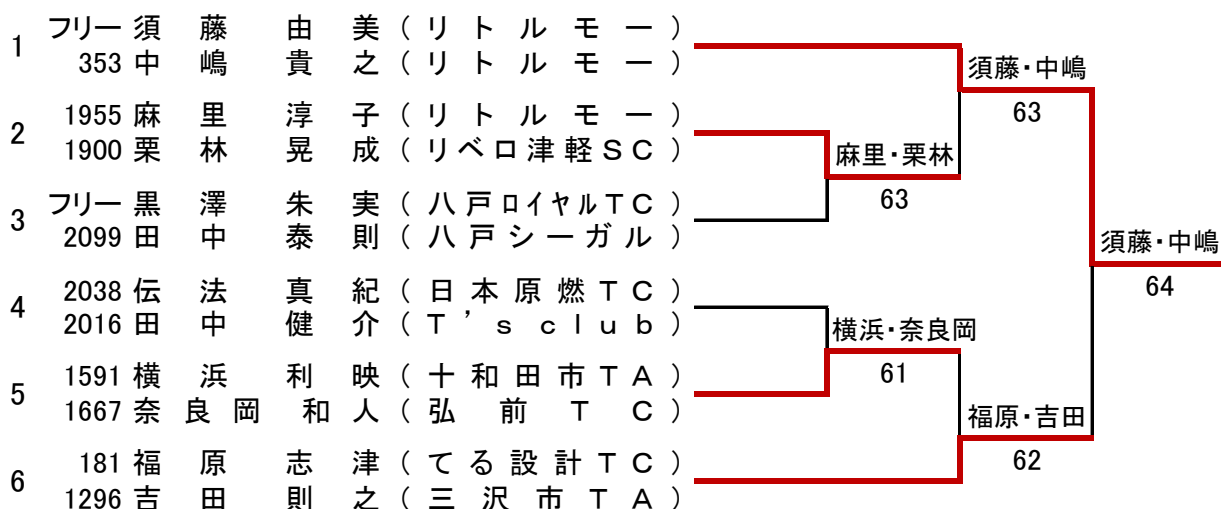 1
フリー 須藤由美(リトルモー)
353 中嶋貴之(リトルモー)
2
1955 麻里淳子(リトルモー)
1900 栗林晃成(リベロ津軽SC)
3
フリー 黒澤朱実(八戸ロイヤルTC)
2099 田中泰則(八戸シーガル)
4
2038 伝法真紀(日本原燃TC)
2016 田中健介(T's club)
5
1591 横浜利映(十和田市TA)
1667 奈良岡和人(弘前TC)
6
181 福原志津(てる設計TC)
1296 吉田則之(三沢市TA)
麻里・栗林
63
横浜・奈良岡
61
須藤・中嶋
63
福原・吉田
62
須藤・中嶋
64